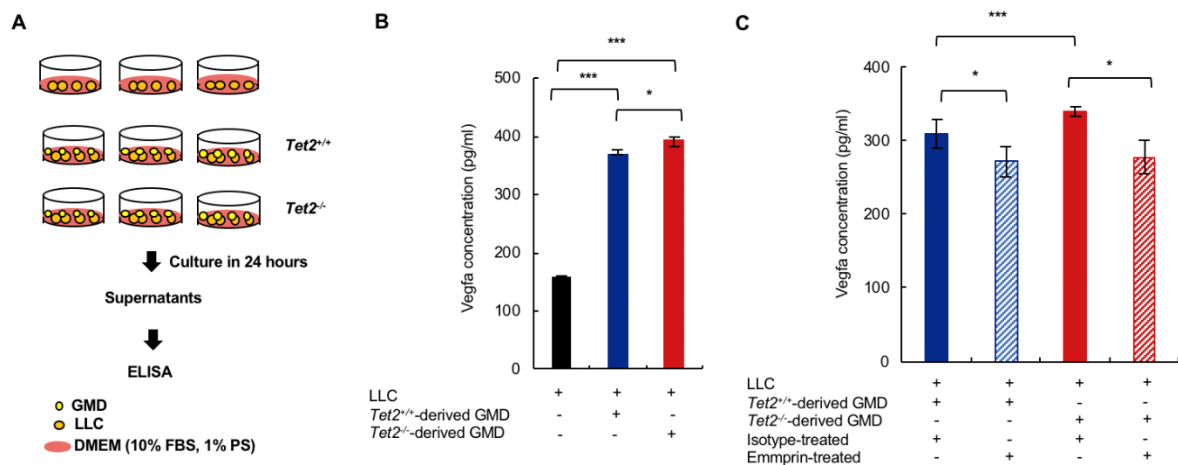 A
Tet2+/+
Tet2-/-
Culture in 24 hours
Supernatants
ELISA
GMD
LLC
DMEM (10% FBS, 1% PS)
B
***
***
*
500
400
300
200
100
0
Vegfa concentration (pg/ml)
LLC + + +
Tet2+/+-derived GMD - + -
Tet2-/--derived GMD - - +
C
***
*
*
400
300
200
100
0
Vegfa concentration (pg/ml)
LLC + + + +
Tet2+/+-derived GMD + + - -
Tet2-/--derived GMD - - + +
Isotype-treated + - + -
Emmprin-treated - + - +